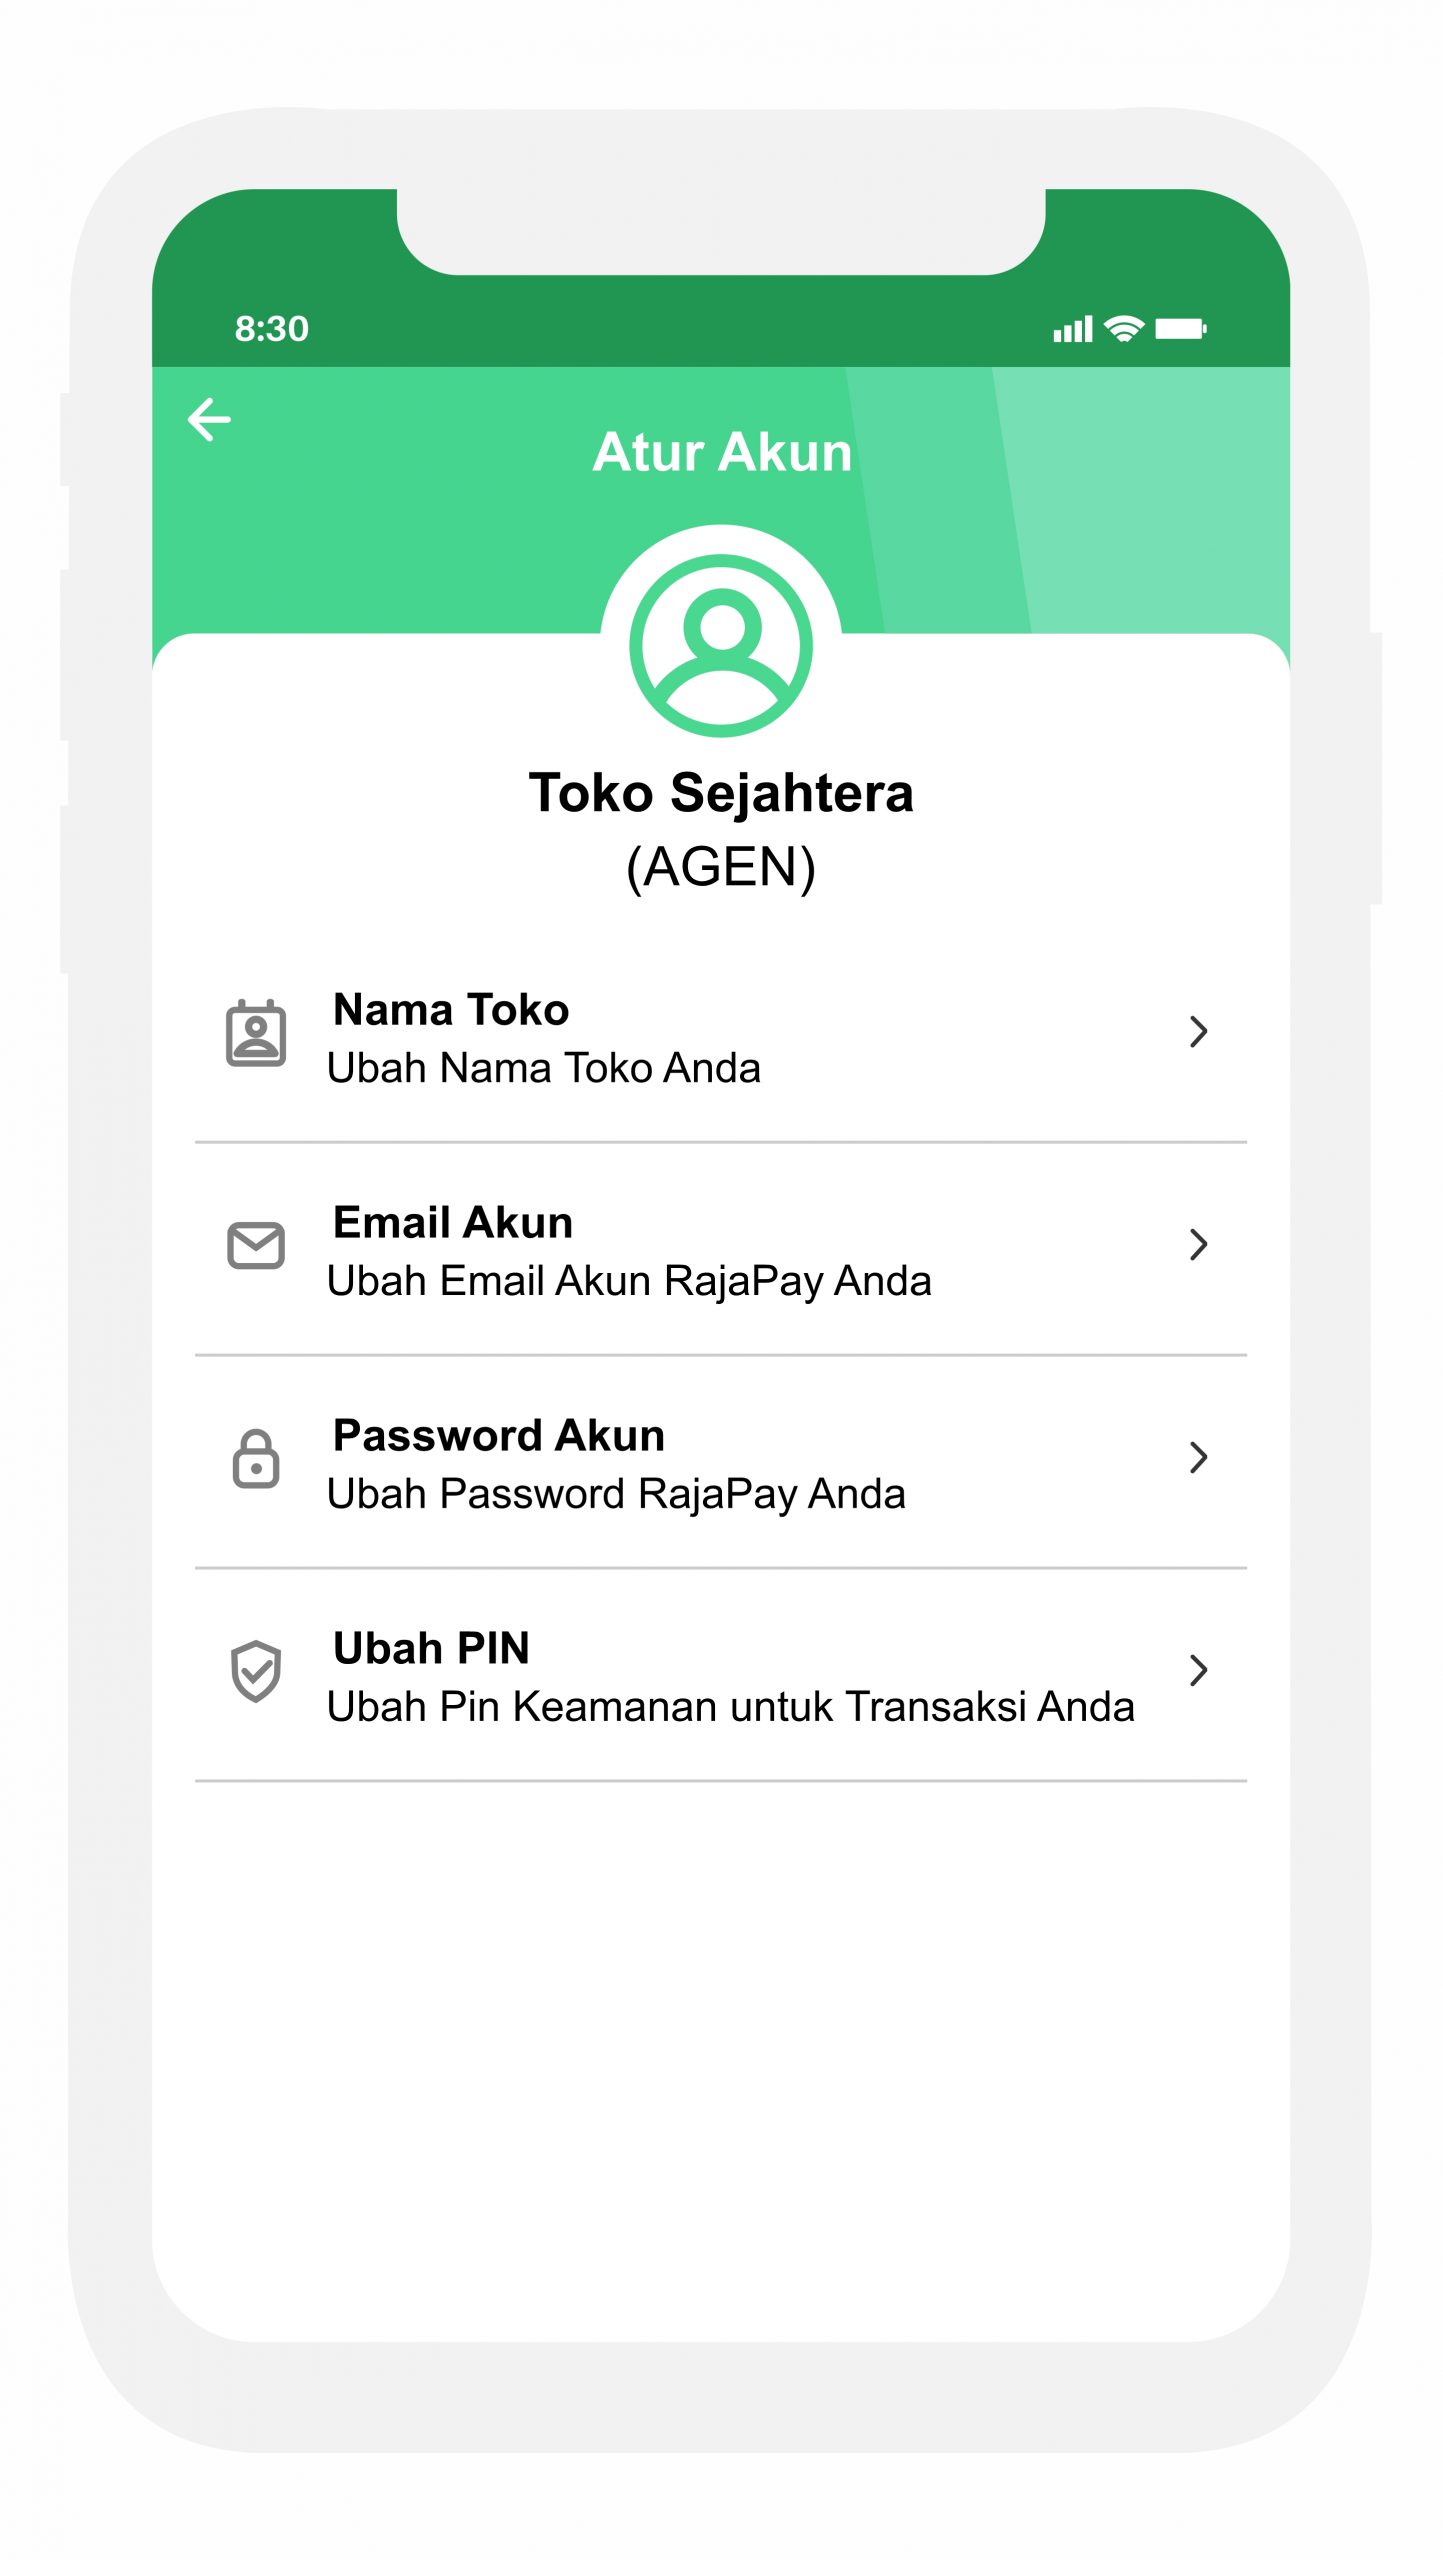 8:30
Atur Akun
Toko Sejahtera
(AGEN)
Nama Toko
Ubah Nama Toko Anda
Email Akun
Ubah Email Akun RajaPay Anda
Password Akun
Ubah Password RajaPay Anda
Ubah PIN
Ubah Pin Keamanan untuk Transaksi Anda